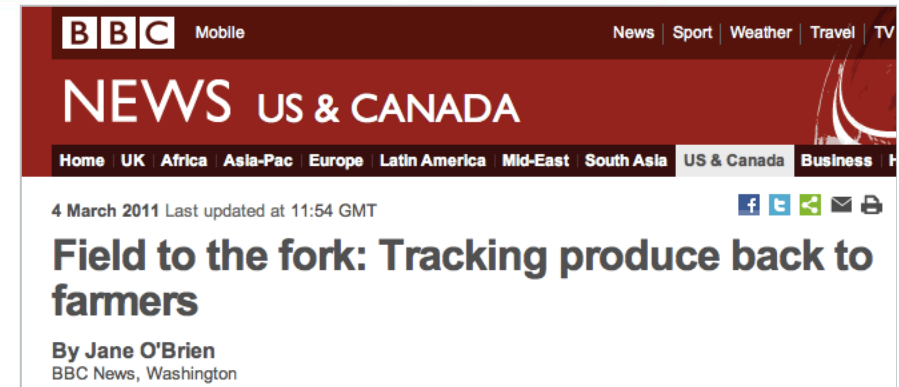 BBC Mobile News Sport Weather Travel TV
NEWS US & CANADA
Home UK Africa Asia-Pac Europe Latin America Mid-East South Asia US & Canada Business H
4 March 2011 Last updated at 11:54 GMT
Field to the fork: Tracking produce back to
farmers
By Jane O'Brien
BBC News, Washington